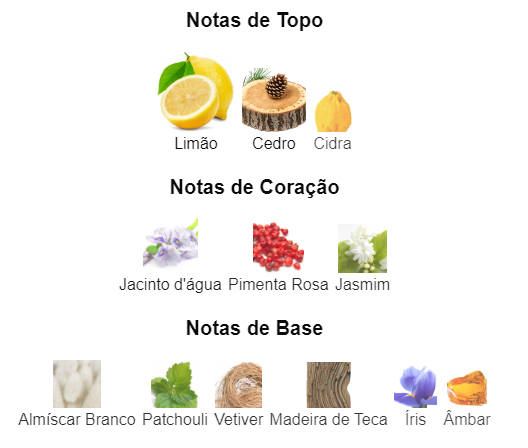 Notas de Topo
Limão Cedro Cidra
Notas de Coração
Jacinto d'água Pimenta Rosa Jasmim
Notas de Base
Almíscar Branco Patchouli Vetiver Madeira de Teca Íris Âmbar